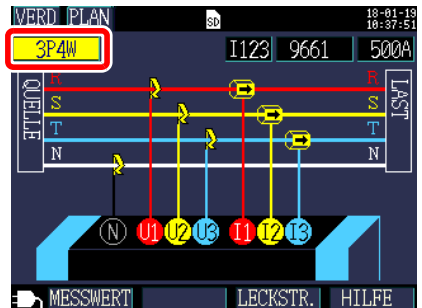 VERD PLAN SD 18-01-19
10:37:51
3P4W I123 9661 500A
QUELLE
R R
S S
T T
N N
LAST
N U1 U2 U3 I1 I2 I3
MESSWERT LECKSTR. HILFE